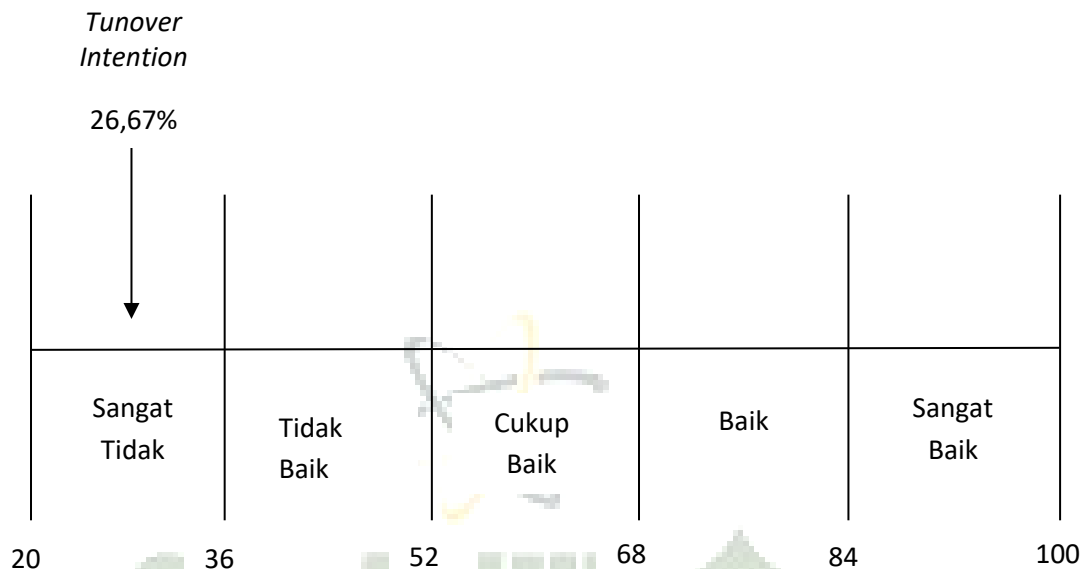 Tunover
Intention
26,67%
Sangat
Tidak
Tidak
Baik
Cukup
Baik
Baik
Sangat
Baik
20 36 52 68 84 100